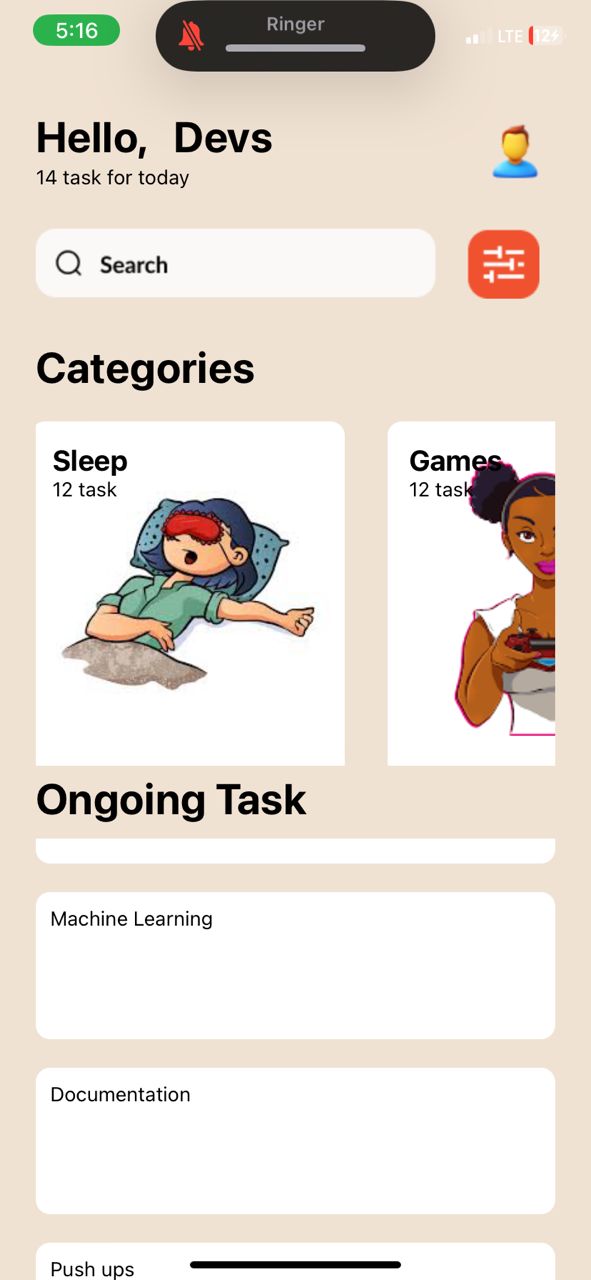 5:16
Ringer
LTE
12
Hello, Devs
14 task for today
Search
Categories
Sleep
12 task
Games
12 task
Ongoing Task
Machine Learning
Documentation
Push ups